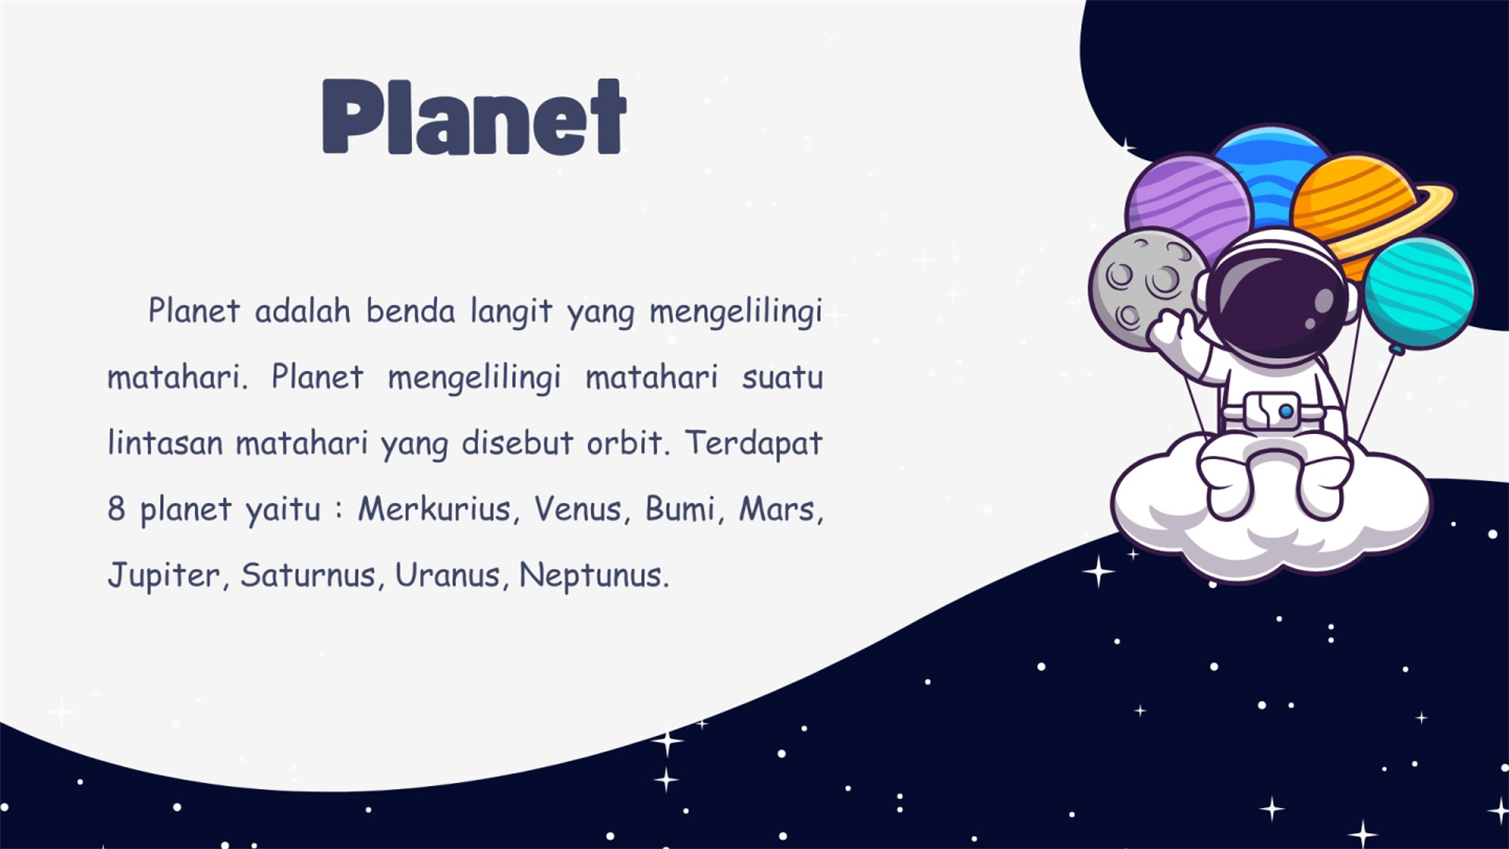 Planet
Planet adalah benda langit yang mengelilingi
matahari. Planet mengelilingi matahari suatu
lintasan matahari yang disebut orbit. Terdapat
8 planet yaitu : Merkurius, Venus, Bumi, Mars,
Jupiter, Saturnus, Uranus, Neptunus.